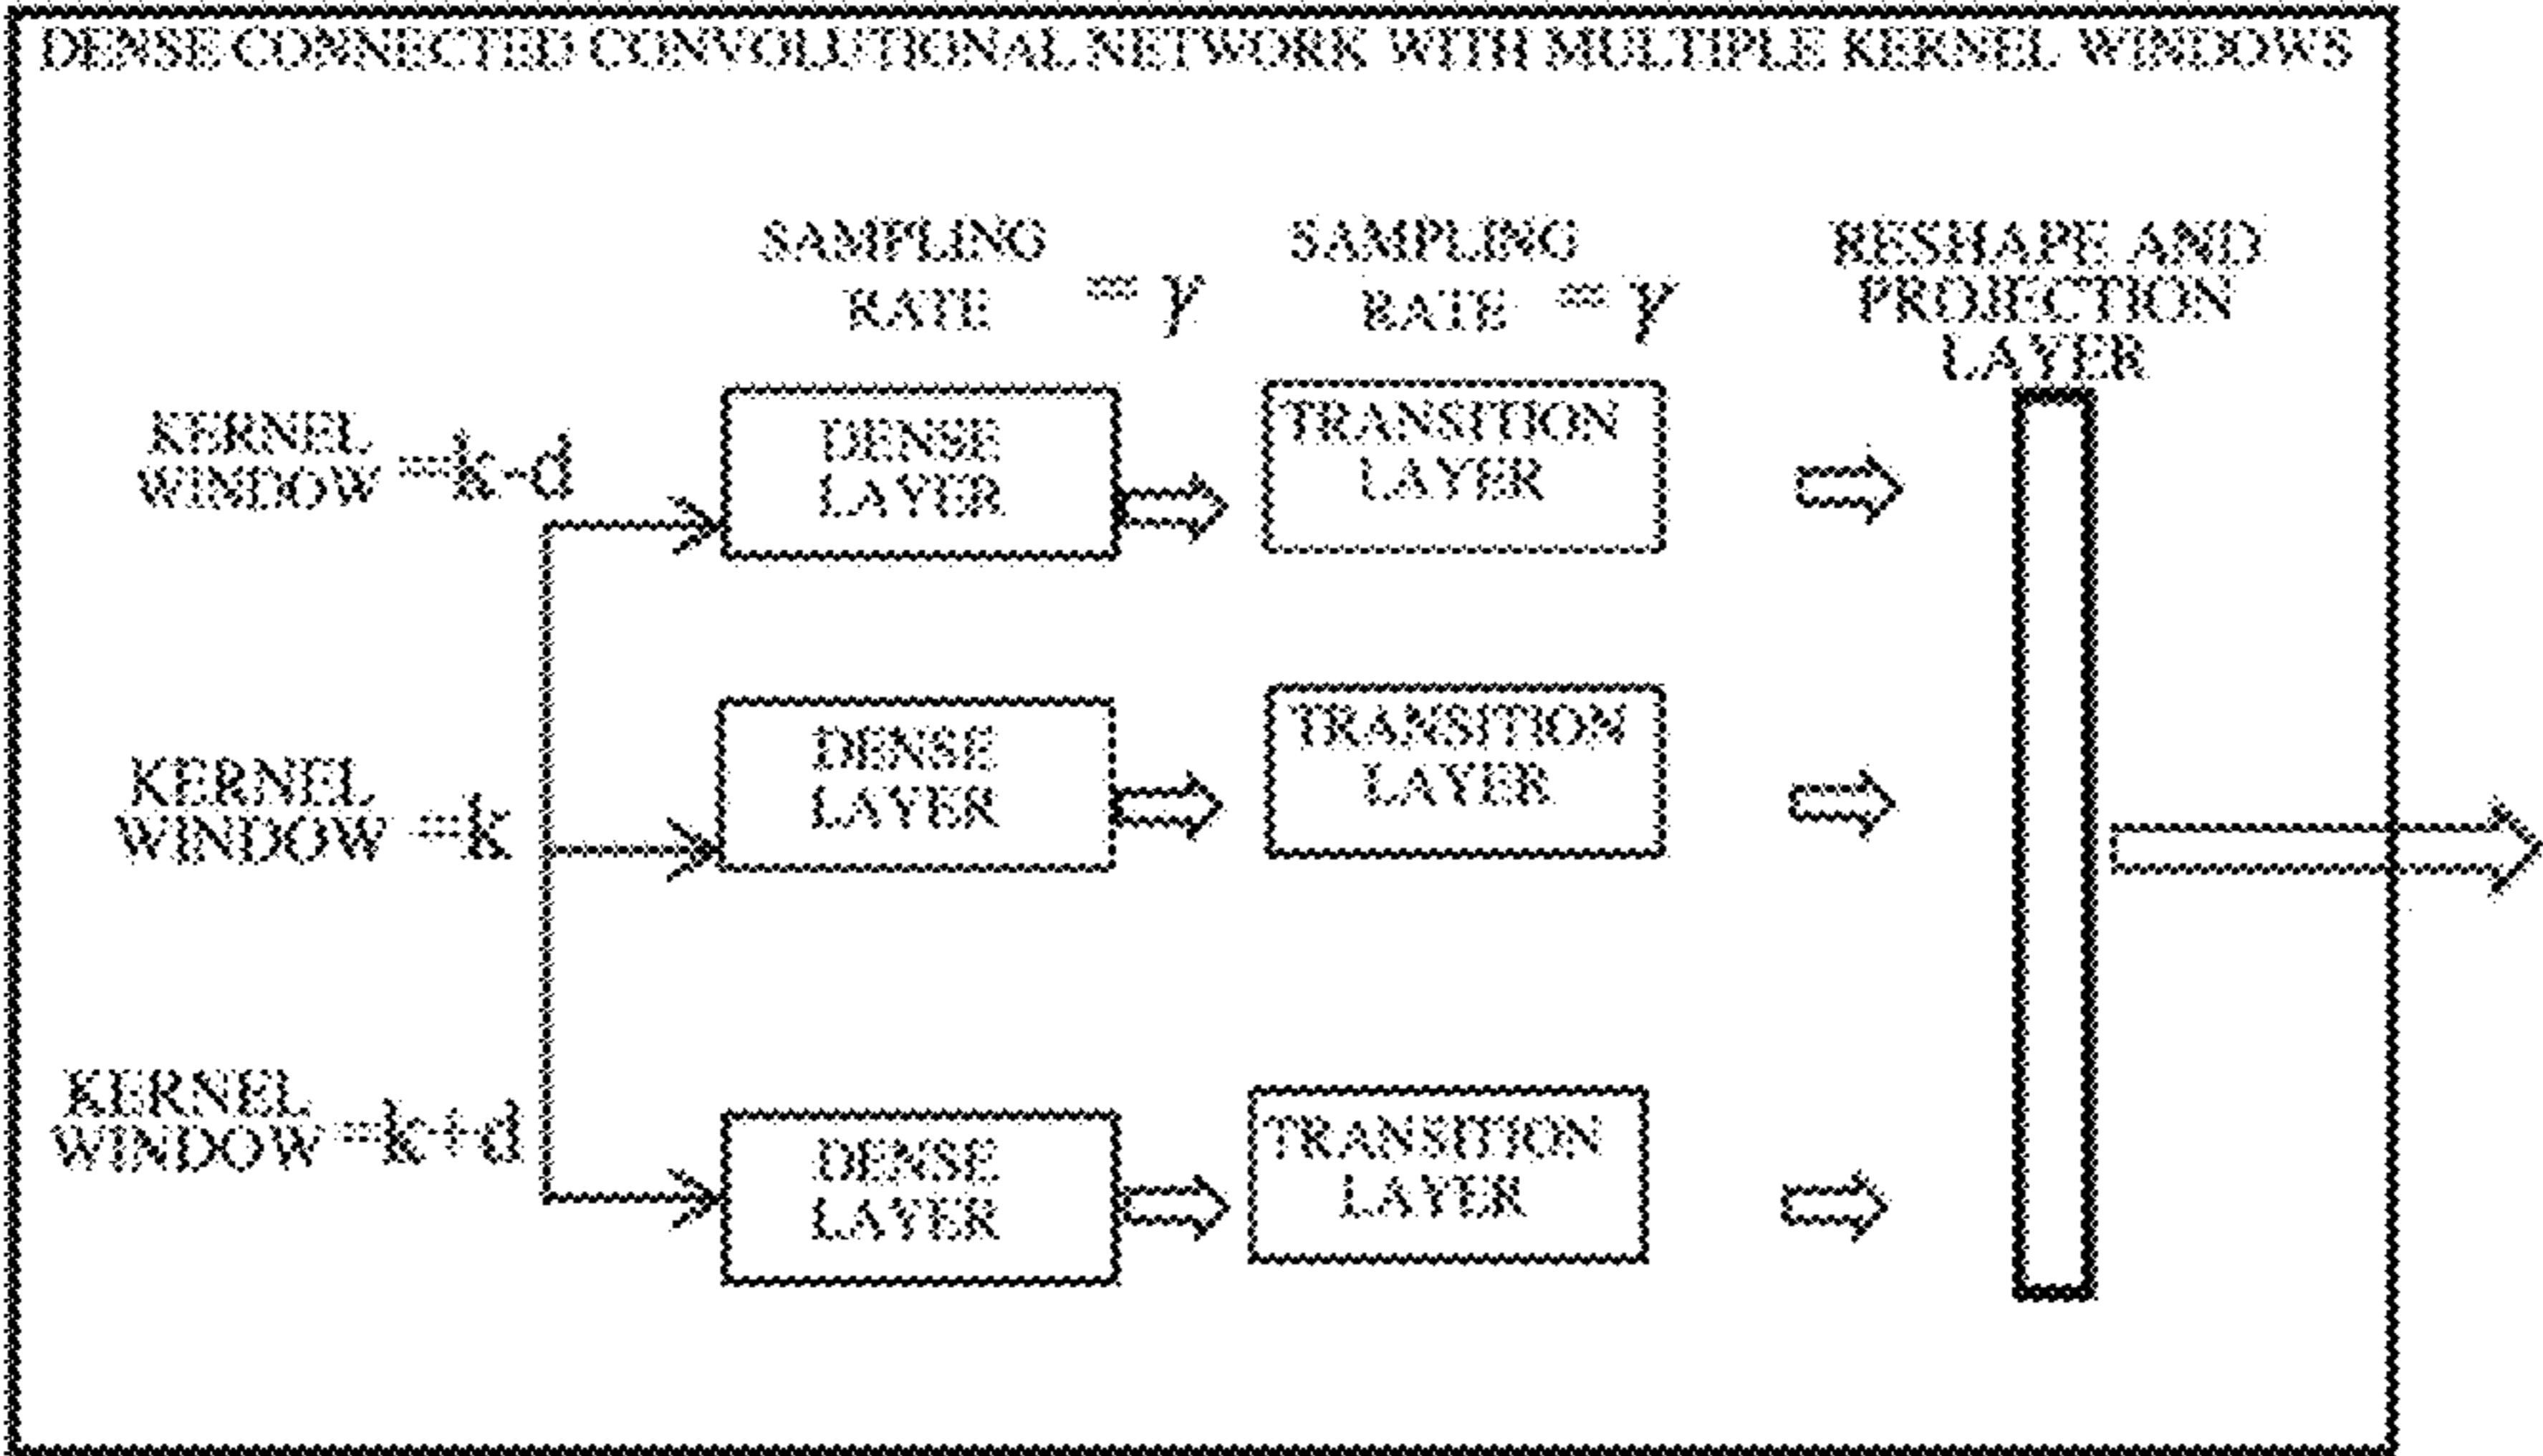 DENSE CONNECTED CONVOLUTIONAL NETWORK WITH MULTIPLE KERNEL WINDOWS
SAMPLING
RATE = γ
SAMPLING
RATE = γ
RESHAPE AND
PROJECTION
LAYER
KERNEL
WINDOW =k-d
DENSE
LAYER
TRANSITION
LAYER
KERNEL
WINDOW =k
DENSE
LAYER
TRANSITION
LAYER
KERNEL
WINDOW =k+d
DENSE
LAYER
TRANSITION
LAYER